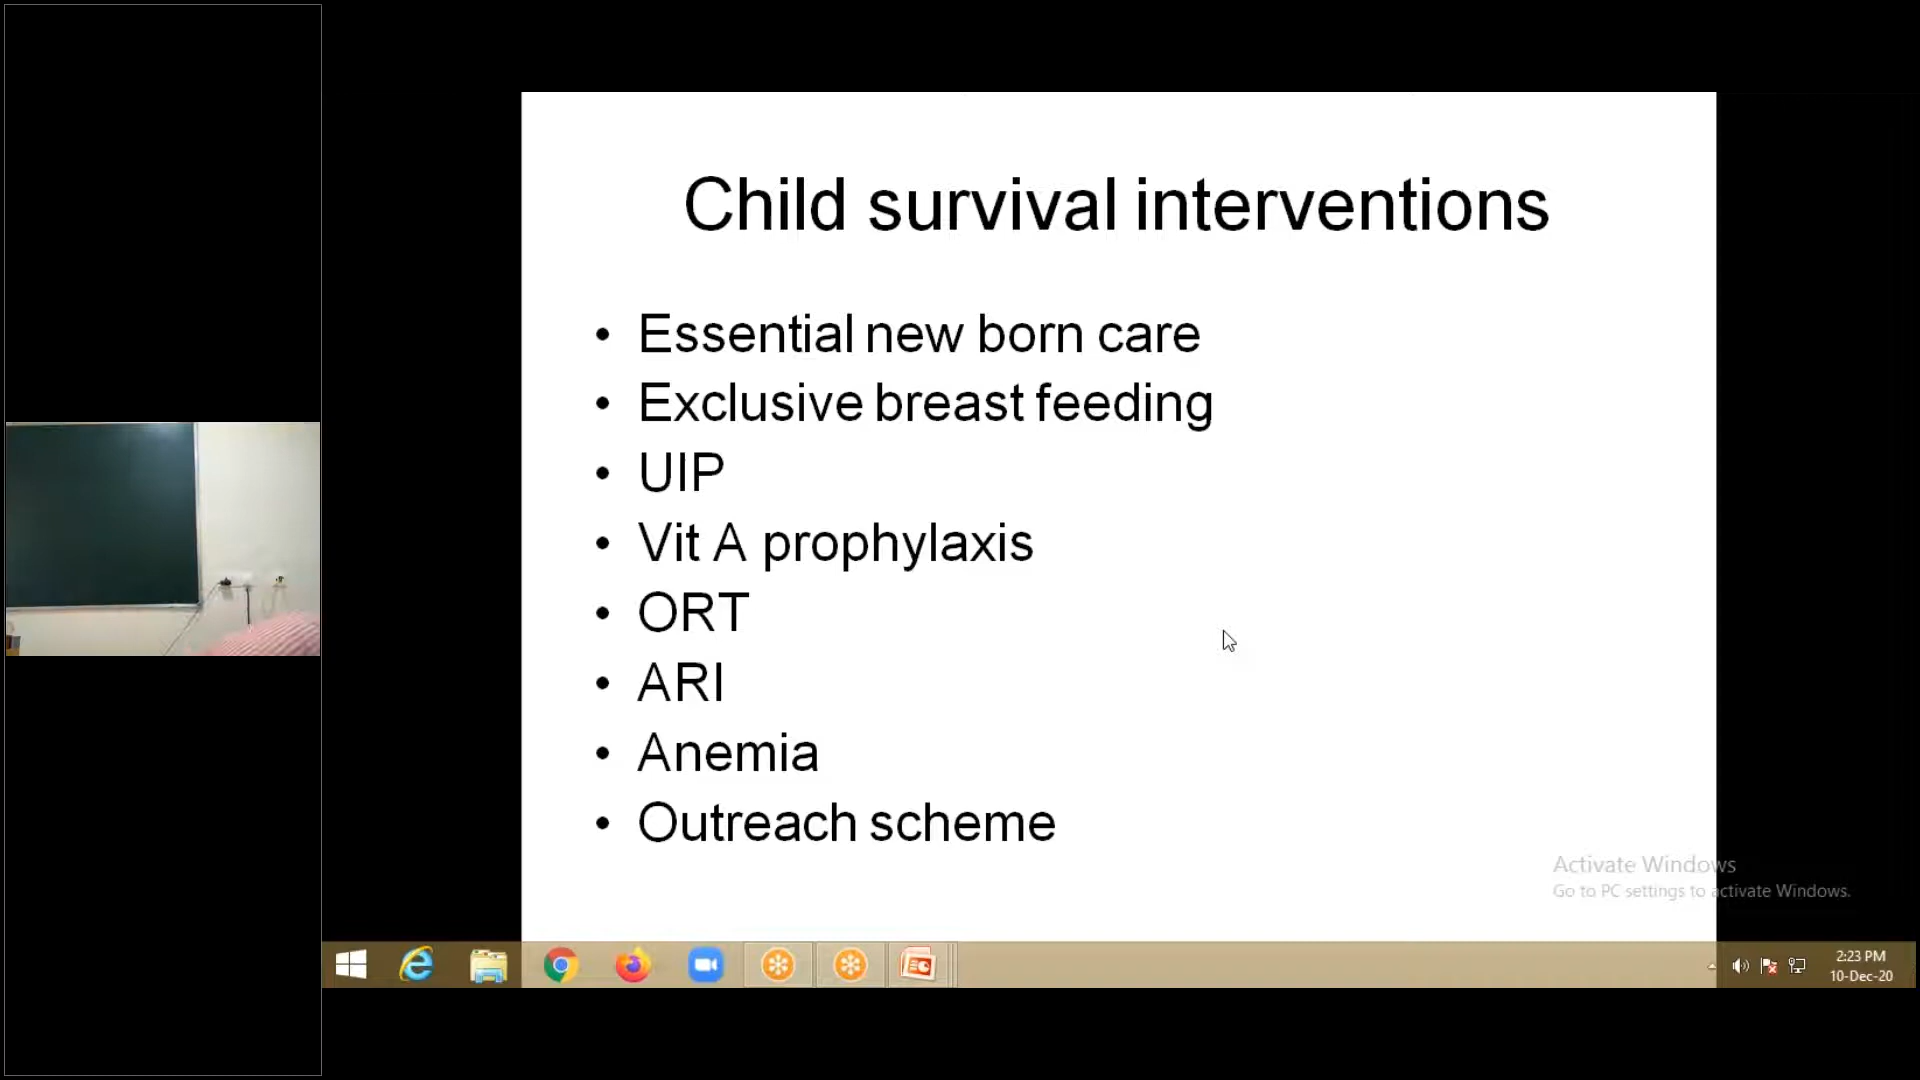 Child survival interventions
• Essential new born care
• Exclusive breast feeding
• UIP
• Vit A prophylaxis
• ORT
• ARI
• Anemia
• Outreach scheme
Activate Windows
Go to PC settings to activate Windows.
2:23 PM
10-Dec-20